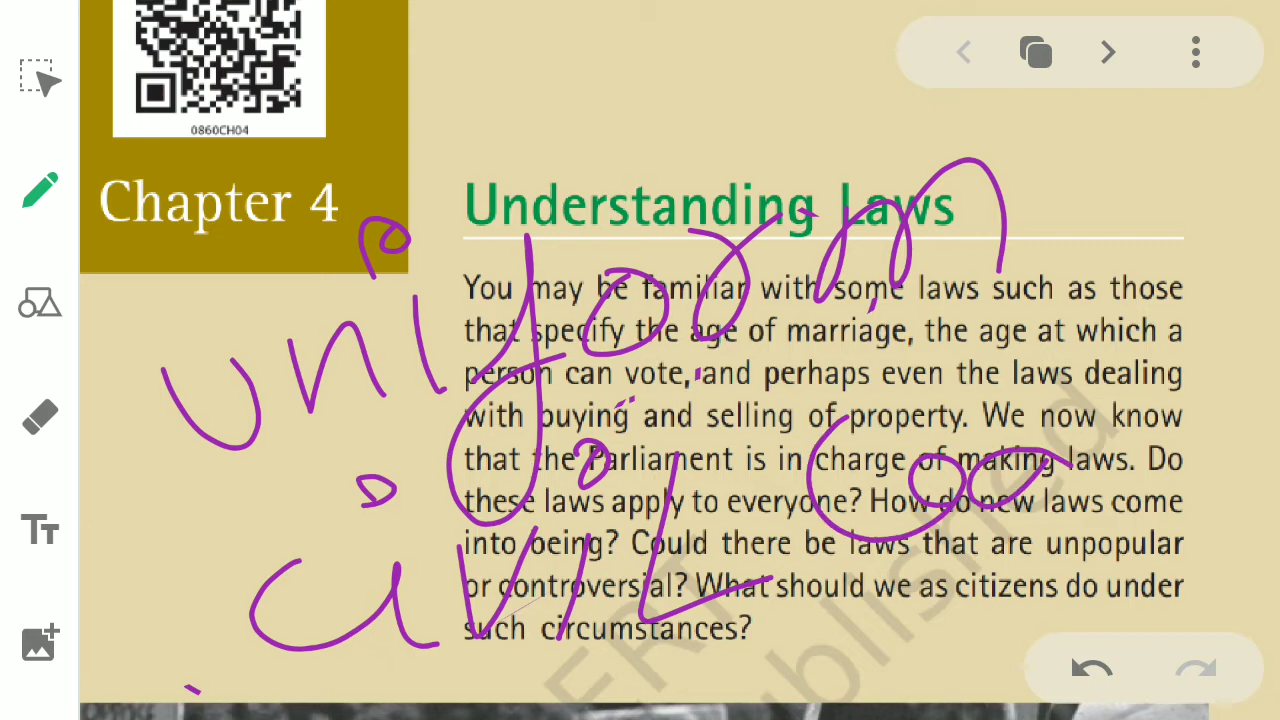 0860CH04
Chapter 4
Understanding Laws
You may be familiar with some laws such as those
that specify the age of marriage, the age at which a
person can vote, and perhaps even the laws dealing
with buying and selling of property. We now know
that the Parliament is in charge of making laws. Do
these laws apply to everyone? How do new laws come
into being? Could there be laws that are unpopular
or controversial? What should we as citizens do under
such circumstances?
uniform
civil
Tт